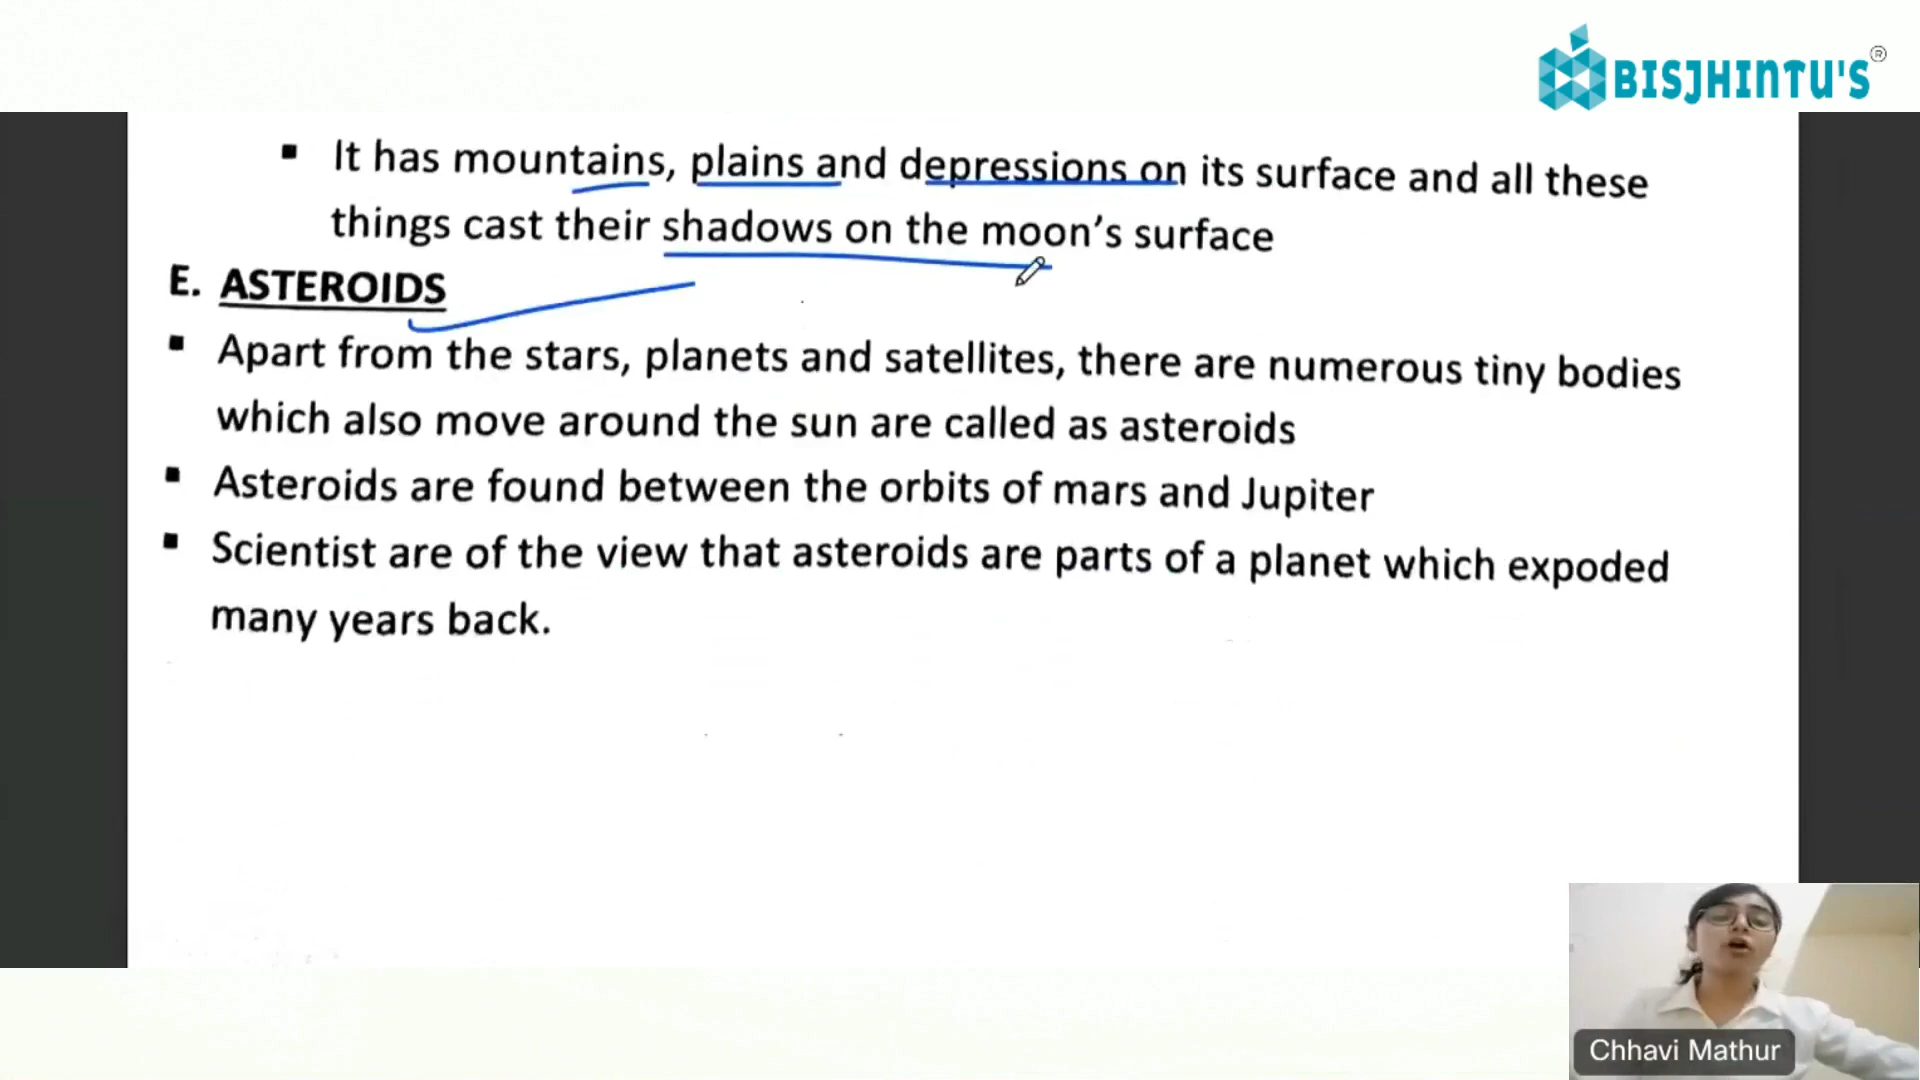 BISJHINTU'S®
▪ It has mountains, plains and depressions on its surface and all these
things cast their shadows on the moon’s surface
E. ASTEROIDS
▪ Apart from the stars, planets and satellites, there are numerous tiny bodies
which also move around the sun are called as asteroids
▪ Asteroids are found between the orbits of mars and Jupiter
▪ Scientist are of the view that asteroids are parts of a planet which expoded
many years back.
Chhavi Mathur